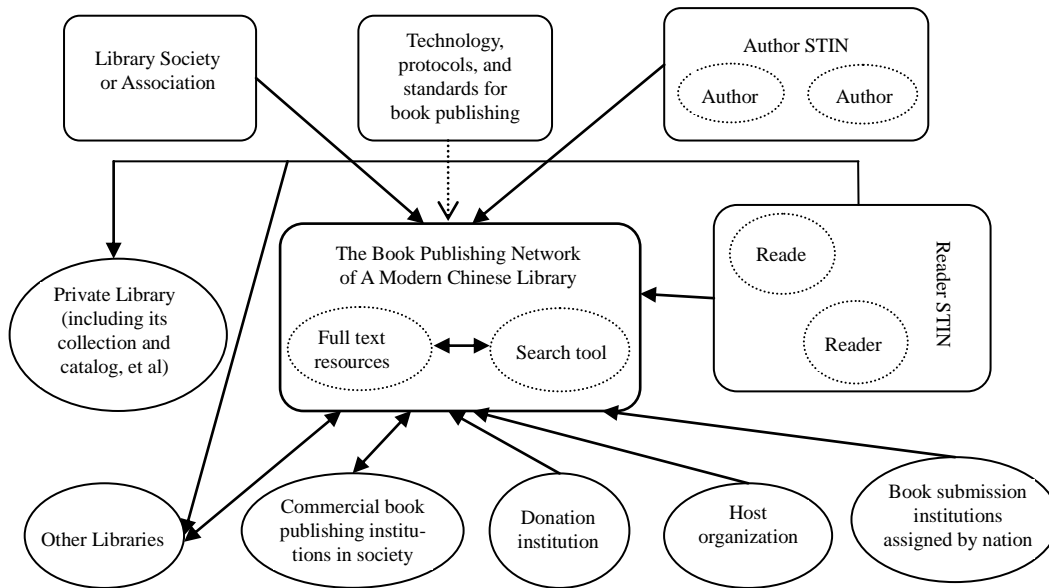 Library Society
or Association
Technology,
protocols, and
standards for
book publishing
Author STIN
Author
Author
The Book Publishing Network
of A Modern Chinese Library
Full text
resources
Search tool
Reade
Reader
Reader STIN
Private Library
(including its
collection and
catalog, et al)
Other Libraries
Commercial book
publishing institu-
tions in society
Donation
institution
Host
organization
Book submission
institutions
assigned by nation